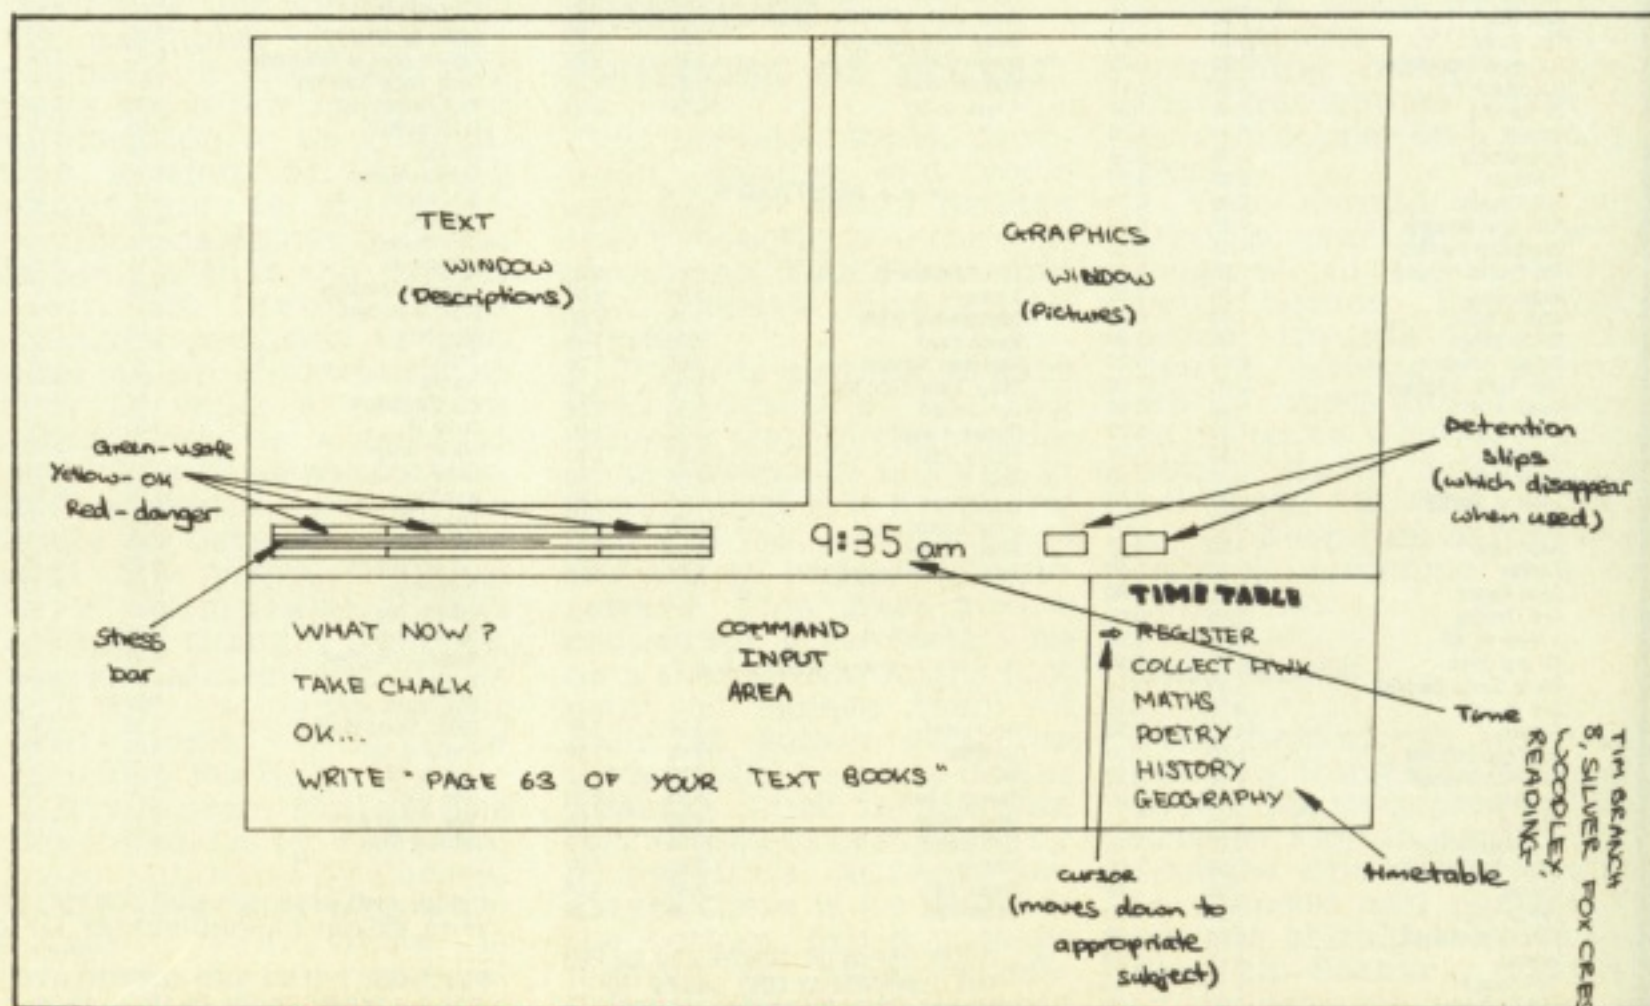 TEXT
WINDOW
(Descriptions)
GRAPHICS
WINDOW
(Pictures)
Green-safe
Yellow-OK
Red-danger
Detention
slips
(which disappear
when used)
9:35 am
Stress
bar
WHAT NOW?
TAKE CHALK
OK...
WRITE "PAGE 63 OF YOUR TEXT BOOKS"
COMMAND
INPUT
AREA
TIME TABLE
⇨ REGISTER
COLLECT HWK
MATHS
POETRY
HISTORY
GEOGRAPHY
Time
timetable
cursor
(moves down to
appropriate
subject)
TIM BRANCH
8, SILVER FOX CRES
WOODLEY,
READING.